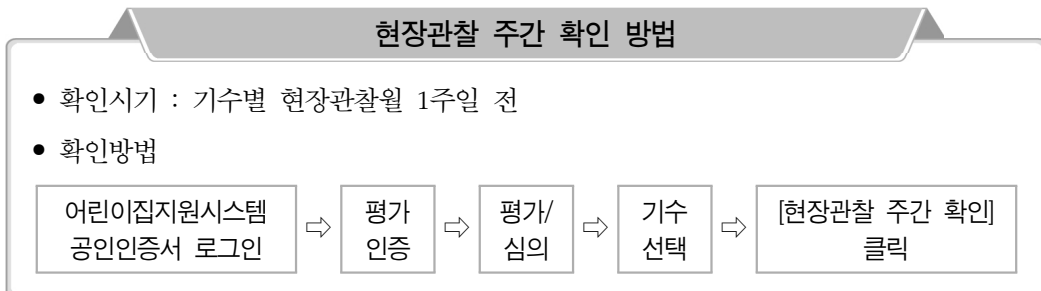 현장관찰 주간 확인 방법
• 확인시기 : 기수별 현장관찰월 1주일 전
• 확인방법
어린이집지원시스템
공인인증서 로그인
⇨
평가
인증
⇨
평가/
심의
⇨
기수
선택
⇨
[현장관찰 주간 확인]
클릭